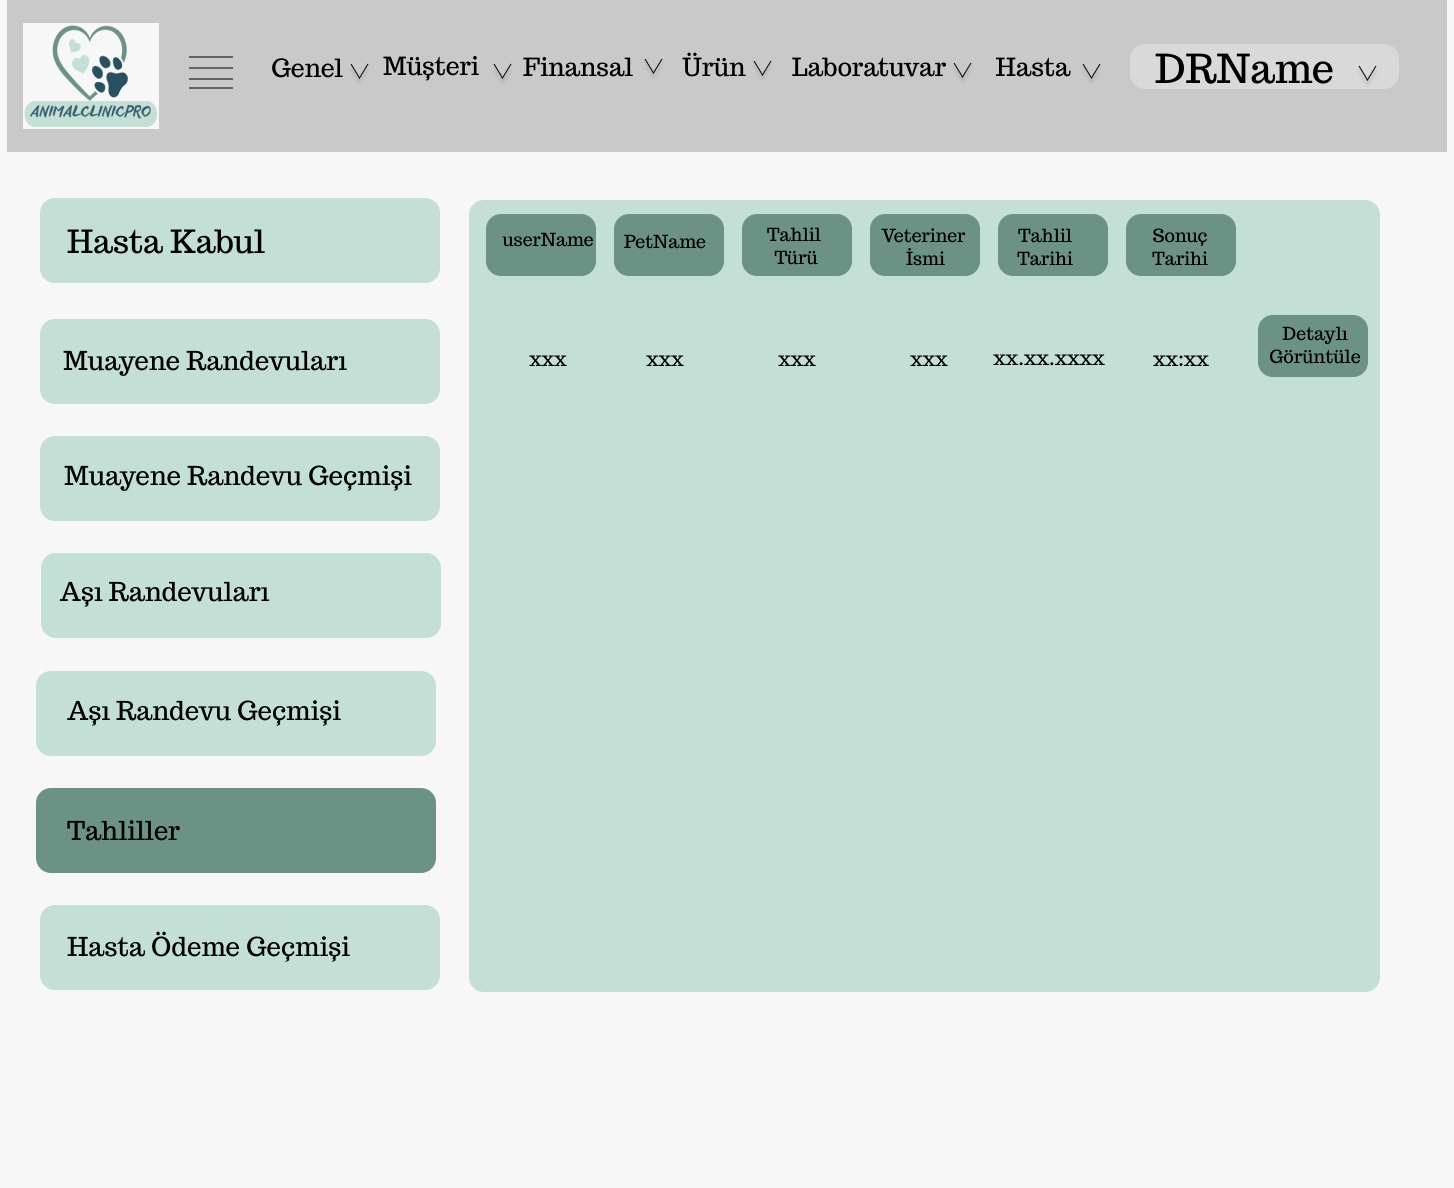 ANIMALCLINICPRO
Genel Müşteri Finansal Ürün Laboratuvar Hasta DRName
Hasta Kabul
Muayene Randevuları
Muayene Randevu Geçmişi
Aşı Randevuları
Aşı Randevu Geçmişi
Tahliller
Hasta Ödeme Geçmişi
userName
PetName
Tahlil
Türü
Veteriner
İsmi
Tahlil
Tarihi
Sonuç
Tarihi
xxx xxx xxx xxx xx.xx.xxxx xx:xx
Detaylı
Görüntüle